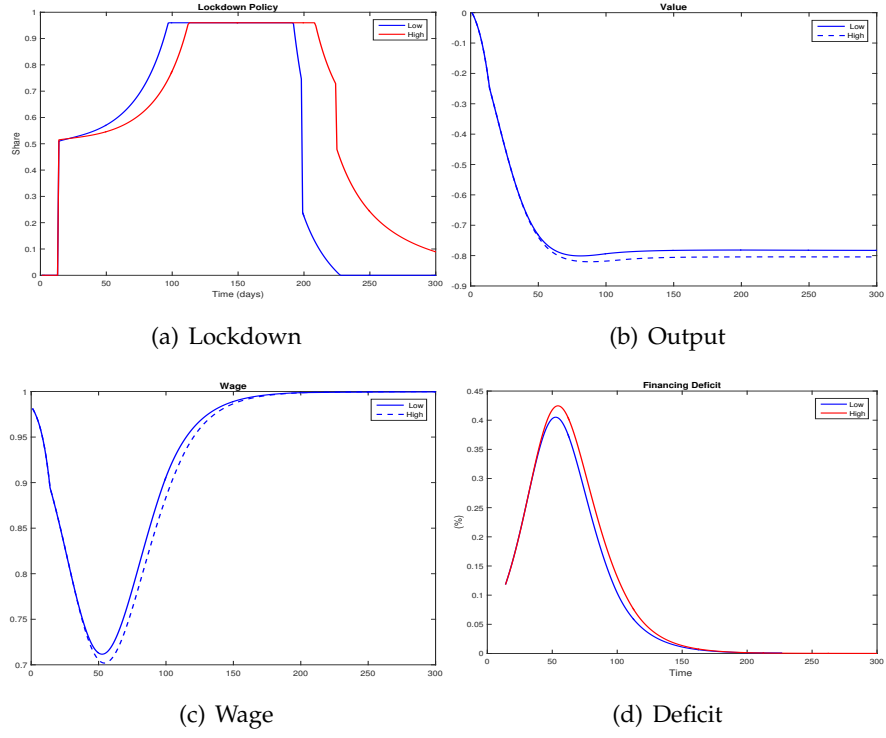 Lockdown Policy
Low
High
1
0.9
0.8
0.7
0.6
0.5
0.4
0.3
0.2
0.1
0
Share
0 50 100 150 200 250 300
Time (days)
(a) Lockdown
Value
Low
High
-0
-0.1
-0.2
-0.3
-0.4
-0.5
-0.6
-0.7
-0.8
-0.9
0 50 100 150 200 250 300
(b) Output
Wage
Low
High
1
0.95
0.9
0.85
0.8
0.75
0.7
0 50 100 150 200 250 300
(c) Wage
Financing Deficit
Low
High
0.45
0.4
0.35
0.3
0.25
0.2
0.15
0.1
0.05
0
(%)
0 50 100 150 200 250 300
Time
(d) Deficit